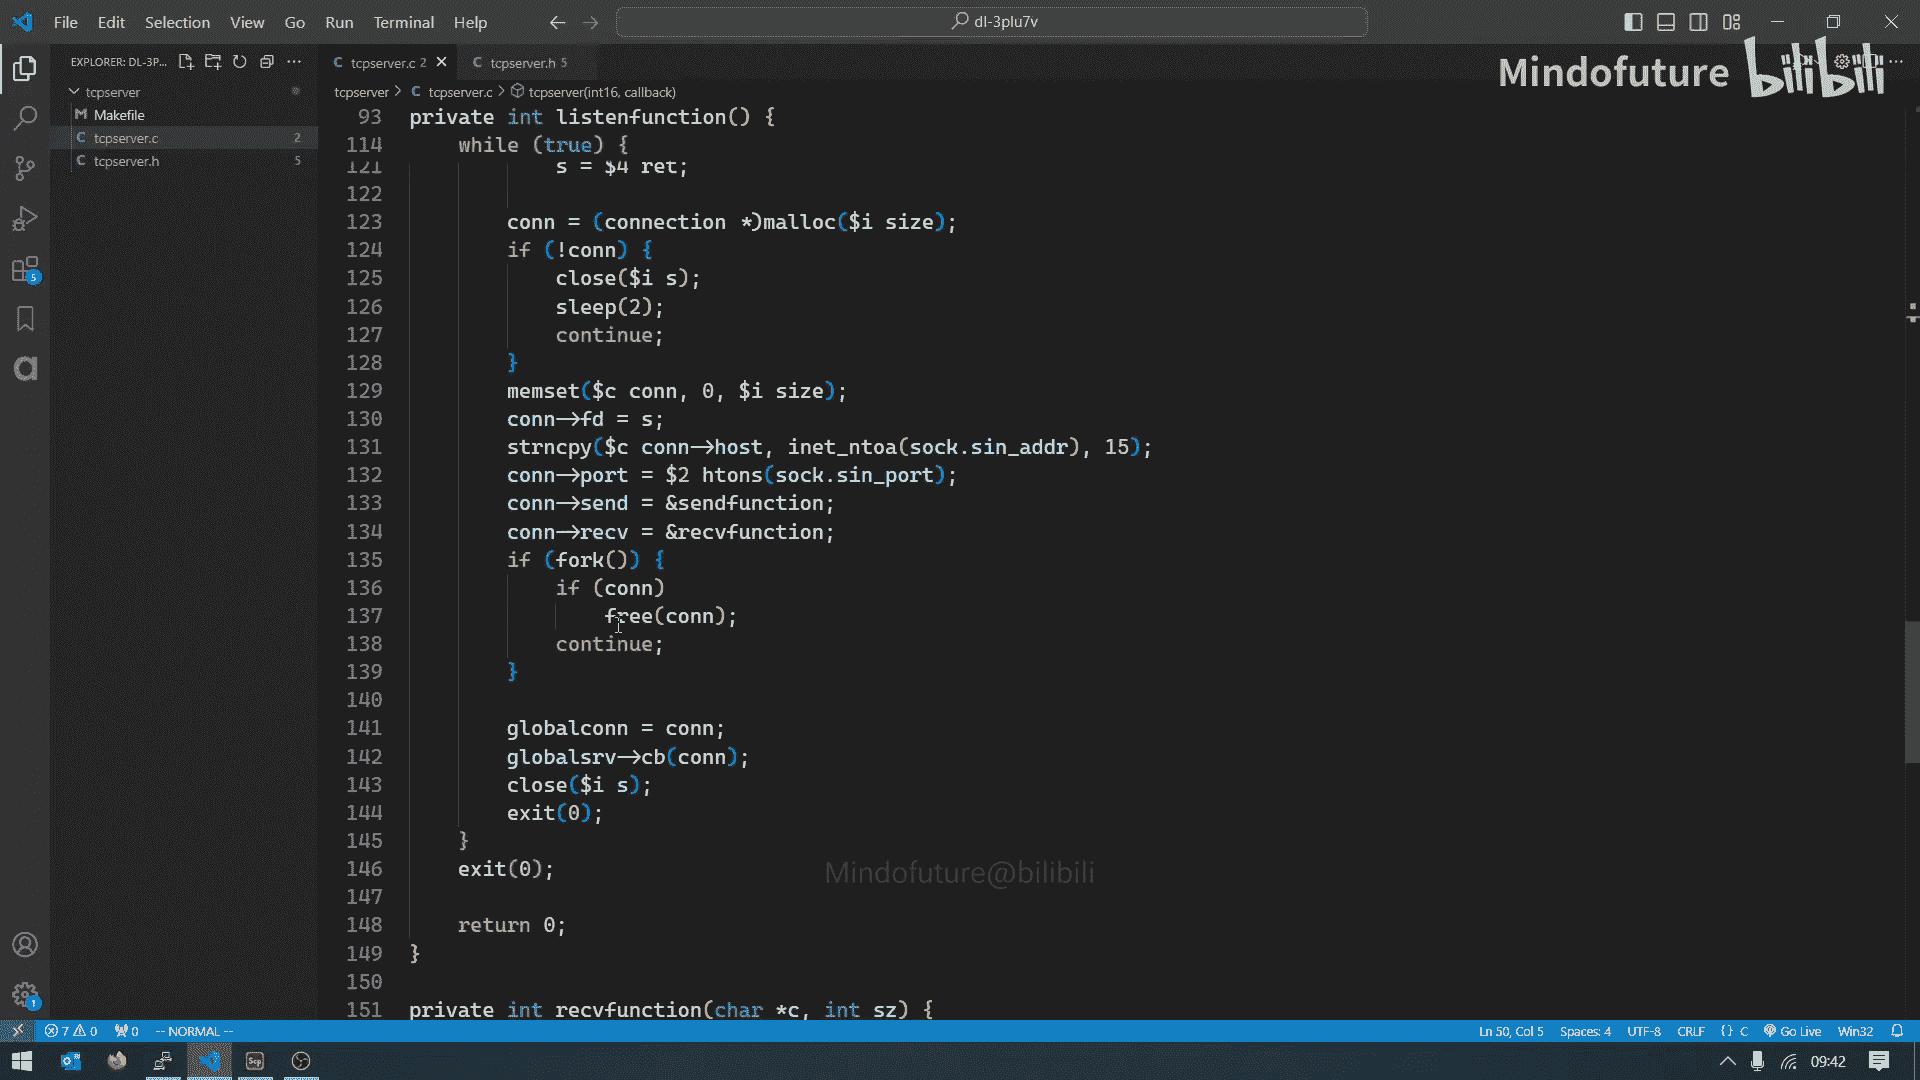 File Edit Selection View Go Run Terminal Help
dl-3plu7v
EXPLORER: DL-3P...
tcpserver.c 2
tcpserver.h 5
Mindofuture bilibili
tcpserver
tcpserver > C tcpserver.c > tcpserver(int16, callback)
M Makefile
C tcpserver.c 2
C tcpserver.h 5
93 private int listenfunction() {
114 while (true) {
121 s = $4 ret;
122
123 conn = (connection *)malloc($i size);
124 if (!conn) {
125 close($i s);
126 sleep(2);
127 continue;
128 }
129 memset($c conn, 0, $i size);
130 conn->fd = s;
131 strncpy($c conn->host, inet_ntoa(sock.sin_addr), 15);
132 conn->port = $2 htons(sock.sin_port);
133 conn->send = &sendfunction;
134 conn->recv = &recvfunction;
135 if (fork()) {
136 if (conn)
137 free(conn);
138 continue;
139 }
140
141 globalconn = conn;
142 globalsrv->cb(conn);
143 close($i s);
144 exit(0);
145 }
146 exit(0);
147
148 return 0;
149 }
150
151 private int recvfunction(char *c, int sz) {
Mindofuture@bilibili
5
1
7 0 0 -- NORMAL --
Ln 50, Col 5 Spaces: 4 UTF-8 CRLF {} C Go Live Win32
09:42